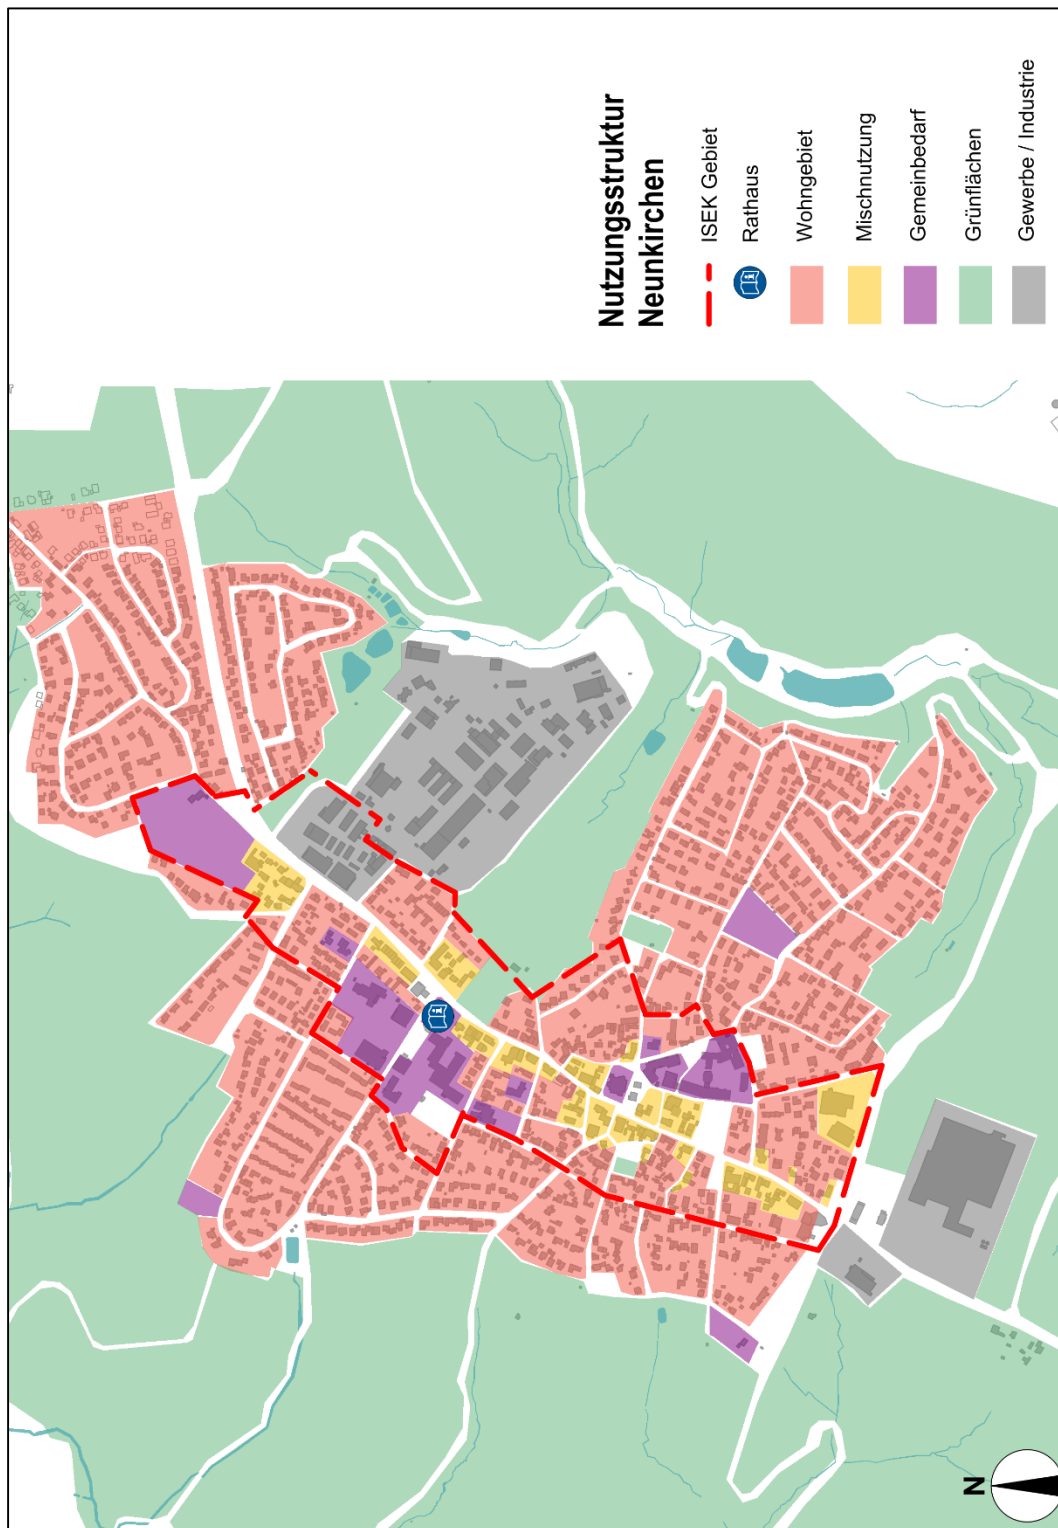 Nutzungsstruktur
Neunkirchen
ISEK Gebiet
Rathaus
Wohngebiet
Mischnutzung
Gemeinbedarf
Grünflächen
Gewerbe / Industrie
N